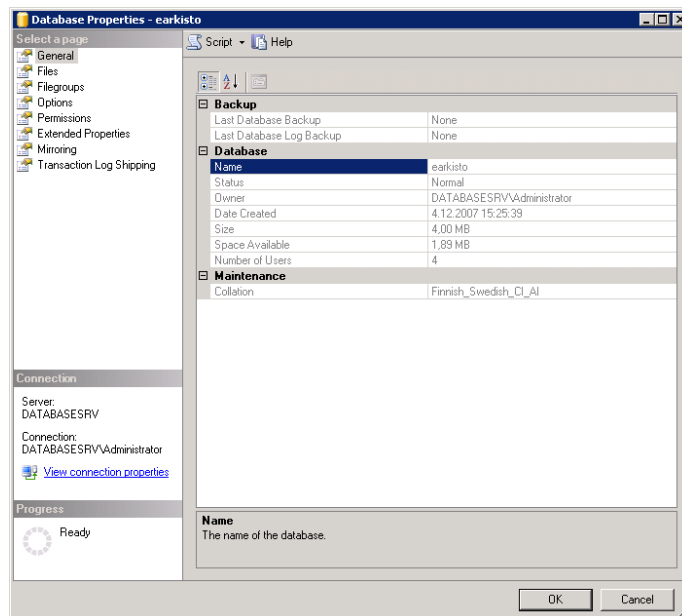 Database Properties - earkisto
Select a page
General
Files
Filegroups
Options
Permissions
Extended Properties
Mirroring
Transaction Log Shipping
Connection
Server:
DATABASESRV
Connection:
DATABASESRV\Administrator
View connection properties
Progress
Ready
Script
Help
Backup
Last Database Backup None
Last Database Log Backup None
Database
Name earkisto
Status Normal
Owner DATABASESRV\Administrator
Date Created 4.12.2007 15:25:39
Size 4,00 MB
Space Available 1,89 MB
Number of Users 4
Maintenance
Collation Finnish_Swedish_CI_AI
Name
The name of the database.
OK Cancel